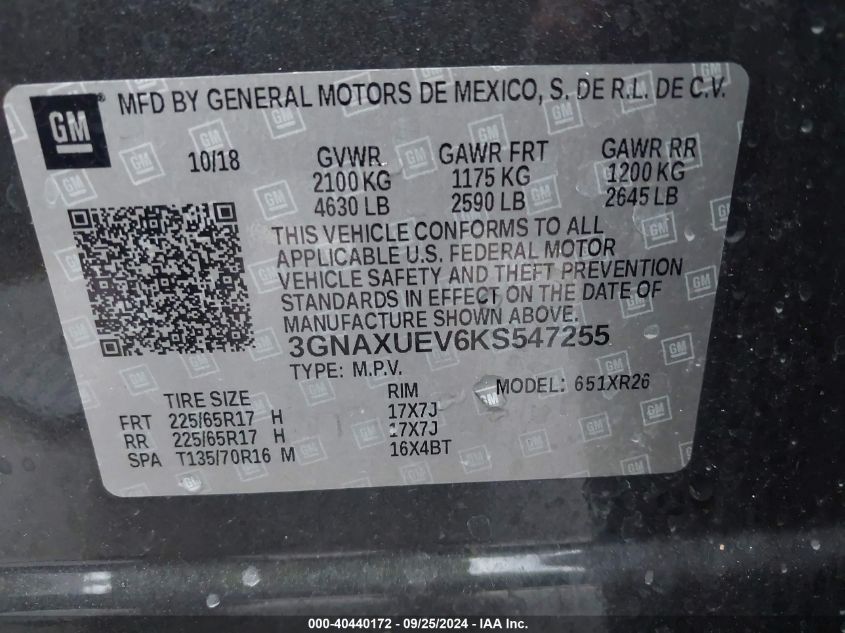 GM
MFD BY GENERAL MOTORS DE MEXICO, S. DE R.L. DE C.V.
10/18 GVWR GAWR FRT GAWR RR
2100 KG 1175 KG 1200 KG
4630 LB 2590 LB 2645 LB
THIS VEHICLE CONFORMS TO ALL
APPLICABLE U.S. FEDERAL MOTOR
VEHICLE SAFETY AND THEFT PREVENTION
STANDARDS IN EFFECT ON THE DATE OF
MANUFACTURE SHOWN ABOVE.
3GNAXUEV6KS547255
TYPE: M.P.V. MODEL: 651XR26
TIRE SIZE RIM
FRT 225/65R17 H 17X7J
RR 225/65R17 H 17X7J
SPA T135/70R16 M 16X4BT
000-40440172 - 09/25/2024 - © IAA, Inc.